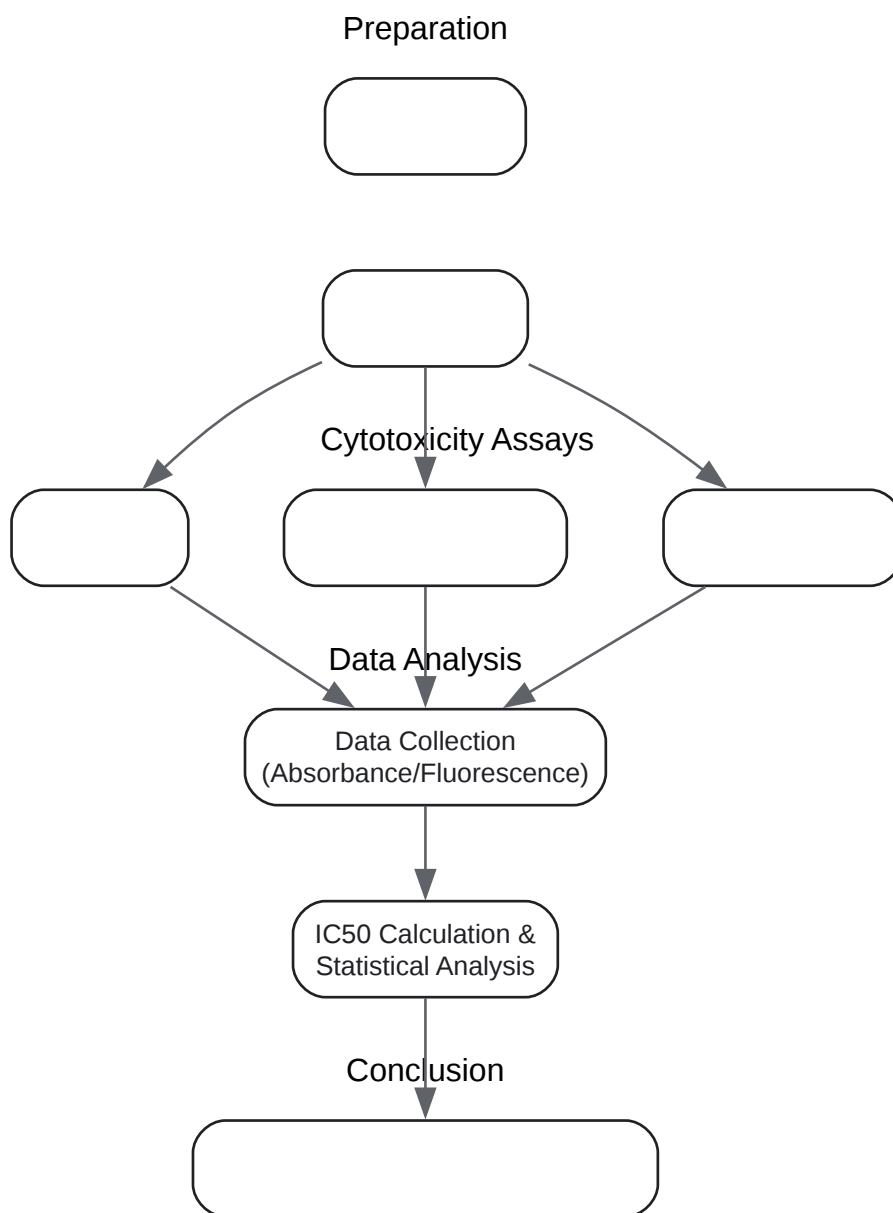 Preparation
Cytotoxicity Assays
Data Analysis
Data Collection
(Absorbance/Fluorescence)
IC50 Calculation &
Statistical Analysis
Conclusion